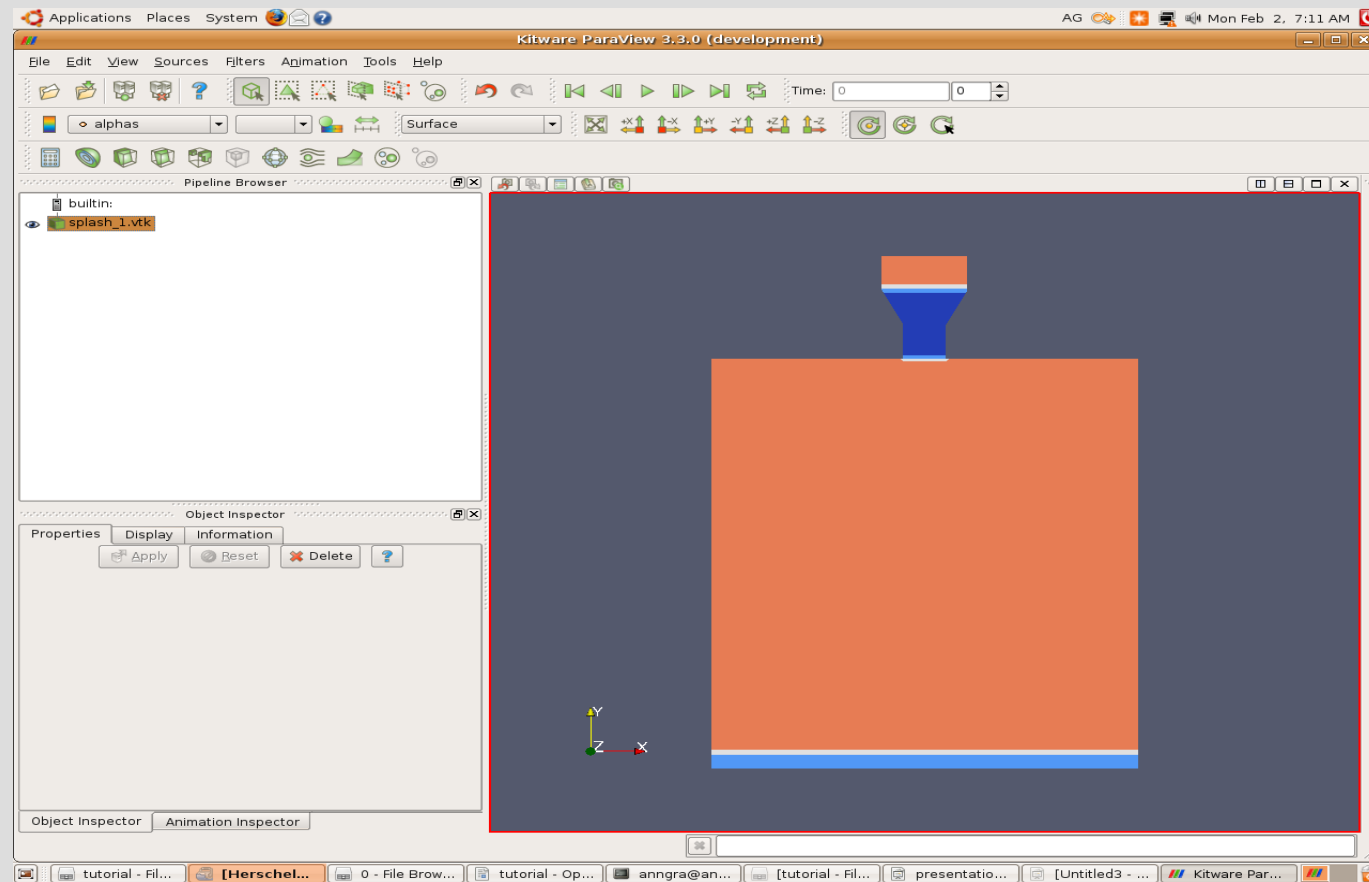 Applications Places System AG Mon Feb 2, 7:11 AM
Kitware ParaView 3.3.0 (development)
File Edit View Sources Filters Animation Tools Help
Time: 0 0
alphas Surface +X -X +Y -Y +Z -Z
Pipeline Browser
builtin:
splash_1.vtk
Object Inspector
Properties Display Information
Apply Reset Delete ?
Y
Z X
Object Inspector Animation Inspector
tutorial - Fil... [Herschel... 0 - File Brow... tutorial - Op... anngra@an... [tutorial - Fil... presentatio... [Untitled3 - ... Kitware Par...